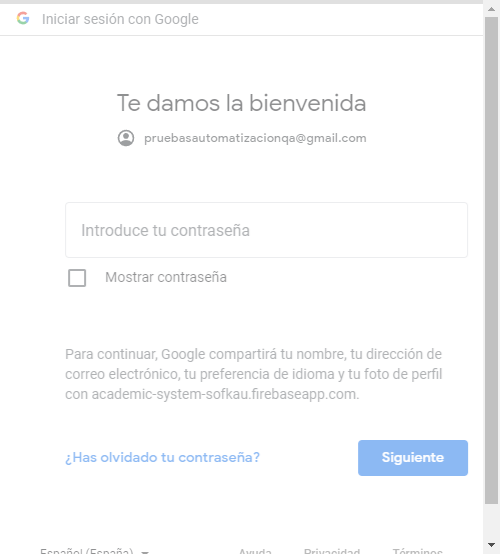 Iniciar sesión con Google
Te damos la bienvenida
pruebasautomatizacionqa@gmail.com
Introduce tu contraseña
Mostrar contraseña
Para continuar, Google compartirá tu nombre, tu dirección de
correo electrónico, tu preferencia de idioma y tu foto de perfil
con academic-system-sofkau.firebaseapp.com.
¿Has olvidado tu contraseña? Siguiente
Español (España) Ayuda Privacidad Términos